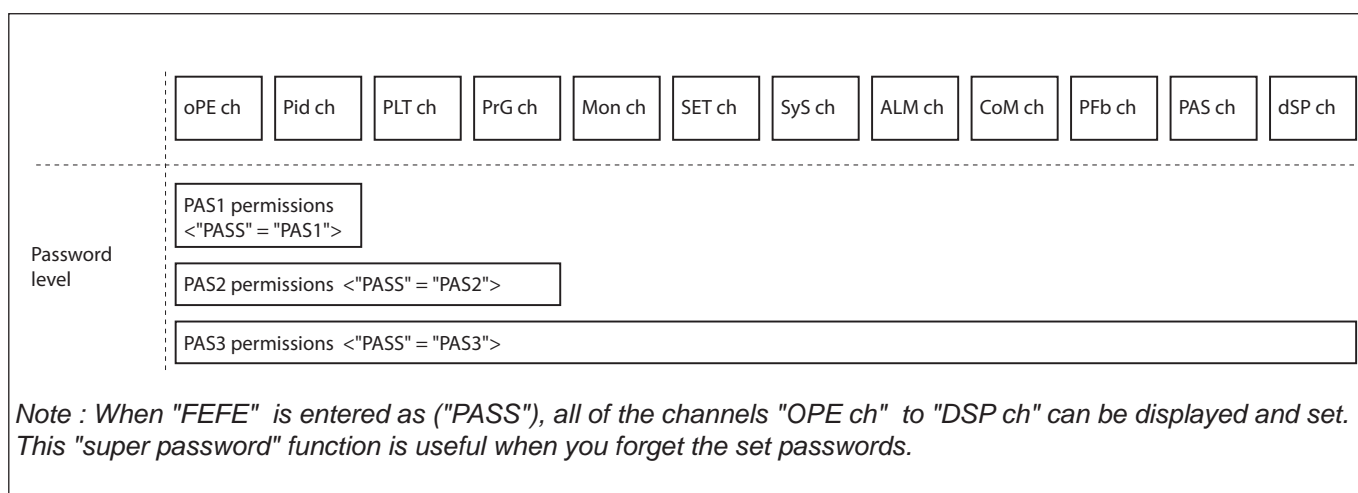 oPE ch Pid ch PLT ch PrG ch Mon ch SET ch SyS ch ALM ch CoM ch PFb ch PAS ch dSP ch
Password
level
PAS1 permissions
<"PASS" = "PAS1">
PAS2 permissions <"PASS" = "PAS2">
PAS3 permissions <"PASS" = "PAS3">
Note : When "FEFE" is entered as ("PASS"), all of the channels "OPE ch" to "DSP ch" can be displayed and set.
This "super password" function is useful when you forget the set passwords.